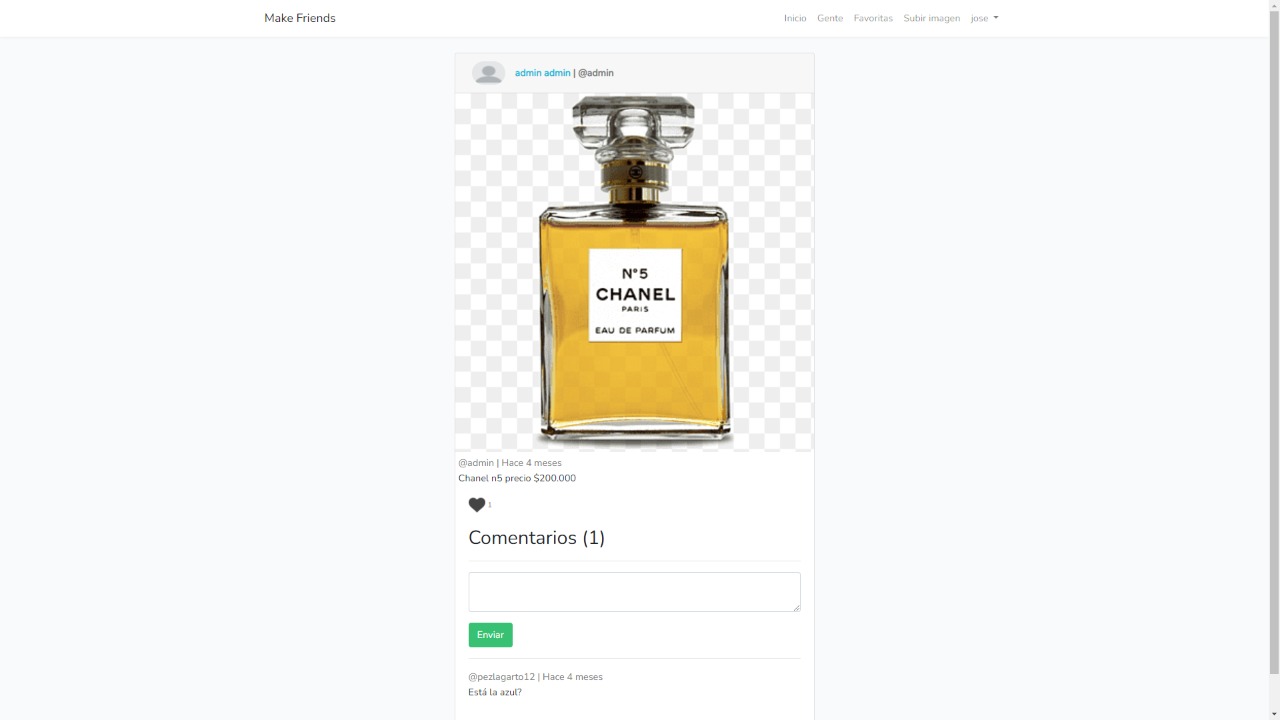 Make Friends
Inicio Gente Favoritas Subir imagen jose
admin admin | @admin
N°5
CHANEL
PARIS
EAU DE PARFUM
@admin | Hace 4 meses
Chanel n5 precio $200.000
1
Comentarios (1)
Enviar
@pezlagarto12 | Hace 4 meses
Está la azul?